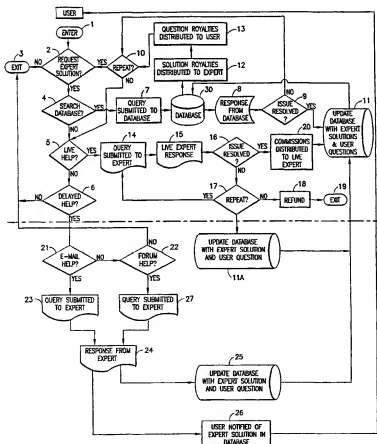 USER
1
ENTER
3
EXIT
2
REQUEST
EXPERT
SOLUTION?
NO
YES
REPEAT?
10
YES
NO
QUESTION ROYALTIES
DISTRIBUTED TO USER
13
SOLUTION ROYALTIES
DISTRIBUTED TO EXPERT
12
4
SEARCH
DATABASE?
YES
NO
7
QUERY
SUBMITTED TO
DATABASE
30
DATABASE
8
RESPONSE
FROM
DATABASE
9
ISSUE
RESOLVED
?
NO
YES
11
UPDATE
DATABASE
WITH EXPERT
SOLUTIONS
& USER
QUESTIONS
5
LIVE
HELP?
YES
NO
14
QUERY
SUBMITTED TO
EXPERT
15
LIVE EXPERT
RESPONSE
16
ISSUE
RESOLVED
?
YES
NO
20
COMMISSIONS
DISTRIBUTED
TO LIVE
EXPERT
6
DELAYED
HELP?
NO
YES
17
REPEAT?
YES
NO
18
REFUND
19
EXIT
UPDATE DATABASE
WITH EXPERT SOLUTION
AND USER QUESTION
11A
21
E-MAIL
HELP?
NO
YES
22
FORUM
HELP?
NO
YES
23
QUERY SUBMITTED
TO EXPERT
27
QUERY SUBMITTED
TO EXPERT
24
RESPONSE FROM
EXPERT
25
UPDATE DATABASE
WITH EXPERT SOLUTION
AND USER QUESTION
26
USER NOTIFIED OF
EXPERT SOLUTION IN
DATABASE